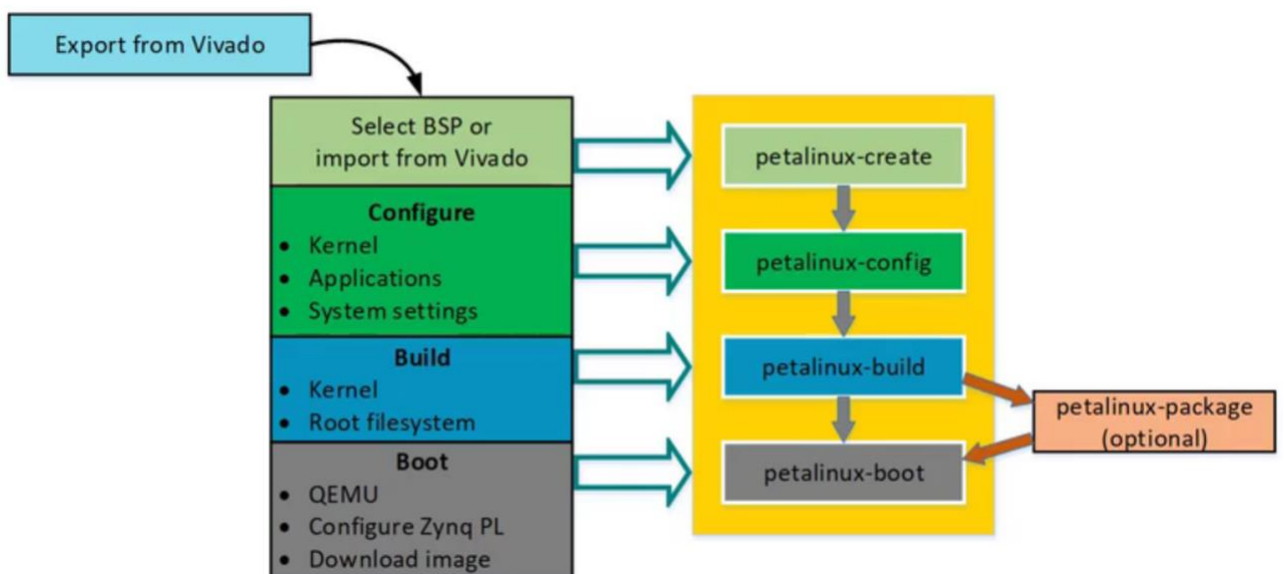 Export from Vivado
Select BSP or
import from Vivado
Configure
• Kernel
• Applications
• System settings
Build
• Kernel
• Root filesystem
Boot
• QEMU
• Configure Zynq PL
• Download image
petalinux-create
petalinux-config
petalinux-build
petalinux-boot
petalinux-package
(optional)